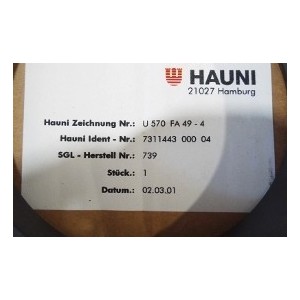 HAUNI
21027 Hamburg
Hauni Zeichnung Nr.: U 570 FA 49 - 4
Hauni Ident - Nr.: 7311443 000 04
SGL - Herstell Nr.: 739
Stück.: 1
Datum.: 02.03.01